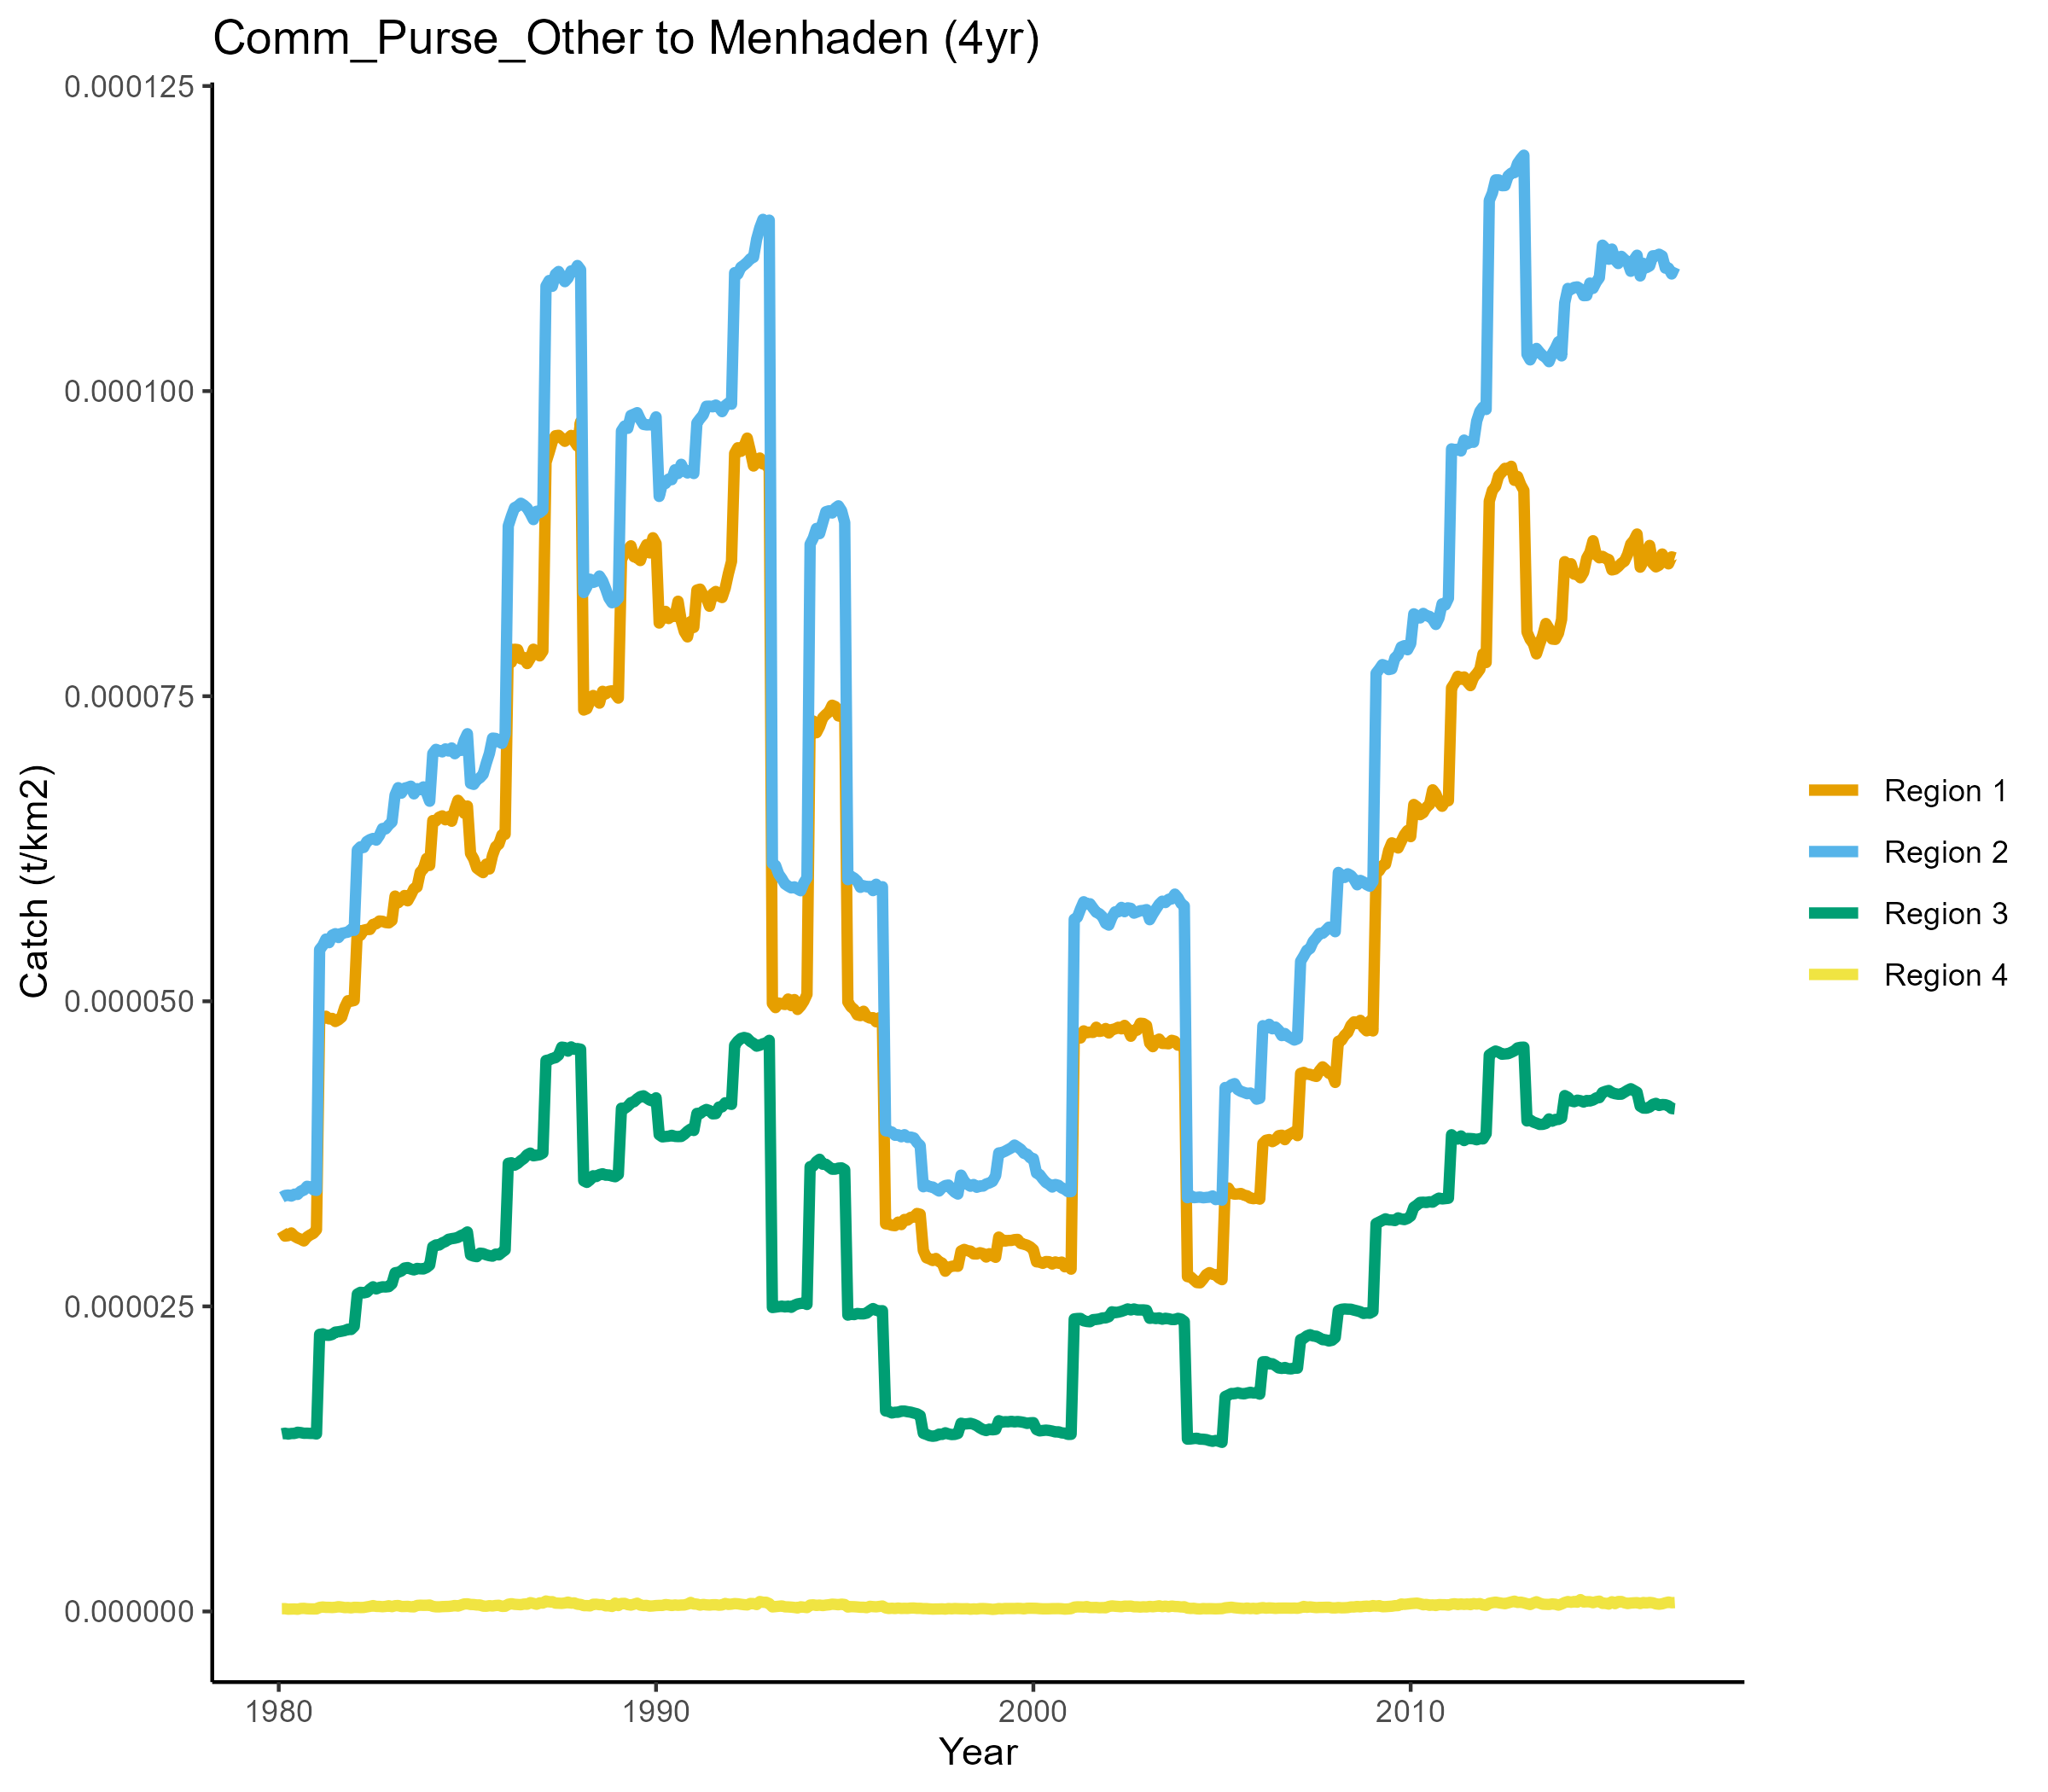 Comm_Purse_Other to Menhaden (4yr)
0.000125
0.000100
0.000075
0.000050
0.000025
0.000000
Catch (t/km2)
1980 1990 2000 2010
Year
Region 1
Region 2
Region 3
Region 4